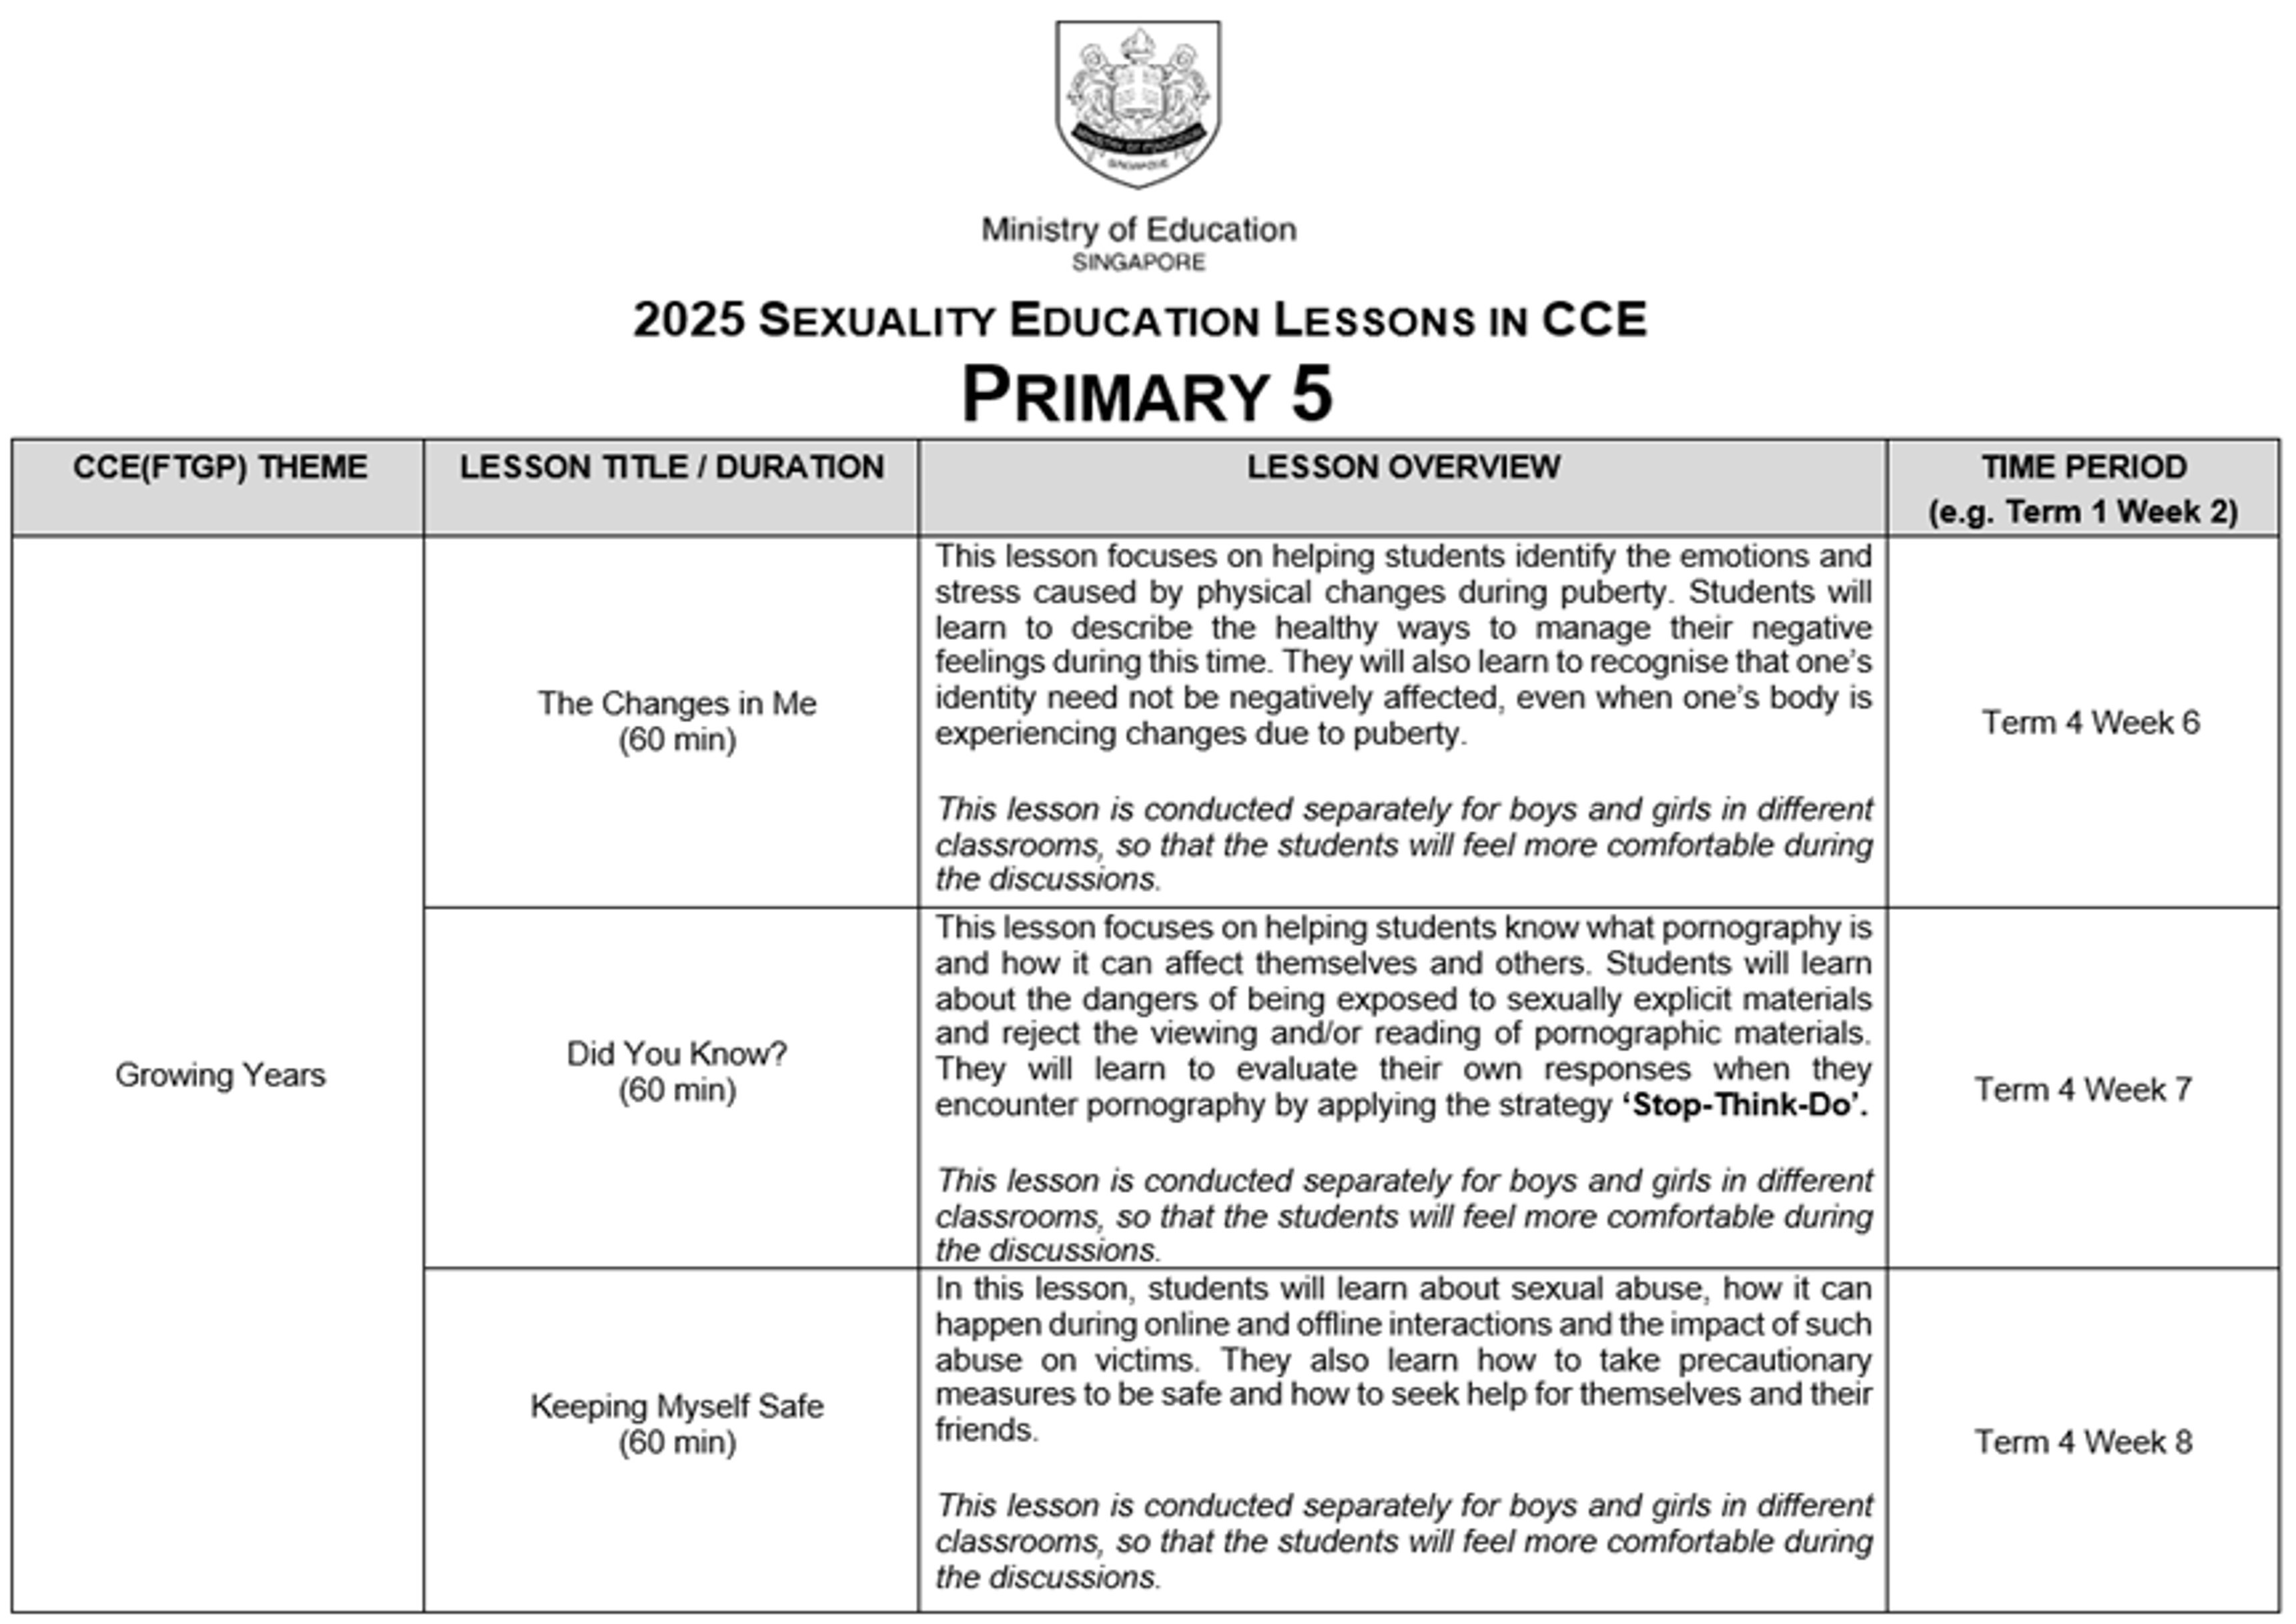 MINISTRY OF EDUCATION
SINGAPORE
Ministry of Education
SINGAPORE
2025 SEXUALITY EDUCATION LESSONS IN CCE
PRIMARY 5
CCE(FTGP) THEME
LESSON TITLE / DURATION
LESSON OVERVIEW
TIME PERIOD
(e.g. Term 1 Week 2)
Growing Years
The Changes in Me
(60 min)
This lesson focuses on helping students identify the emotions and
stress caused by physical changes during puberty. Students will
learn to describe the healthy ways to manage their negative
feelings during this time. They will also learn to recognise that one’s
identity need not be negatively affected, even when one’s body is
experiencing changes due to puberty.
This lesson is conducted separately for boys and girls in different
classrooms, so that the students will feel more comfortable during
the discussions.
Term 4 Week 6
Did You Know?
(60 min)
This lesson focuses on helping students know what pornography is
and how it can affect themselves and others. Students will learn
about the dangers of being exposed to sexually explicit materials
and reject the viewing and/or reading of pornographic materials.
They will learn to evaluate their own responses when they
encounter pornography by applying the strategy ‘Stop-Think-Do’.
This lesson is conducted separately for boys and girls in different
classrooms, so that the students will feel more comfortable during
the discussions.
Term 4 Week 7
Keeping Myself Safe
(60 min)
In this lesson, students will learn about sexual abuse, how it can
happen during online and offline interactions and the impact of such
abuse on victims. They also learn how to take precautionary
measures to be safe and how to seek help for themselves and their
friends.
This lesson is conducted separately for boys and girls in different
classrooms, so that the students will feel more comfortable during
the discussions.
Term 4 Week 8